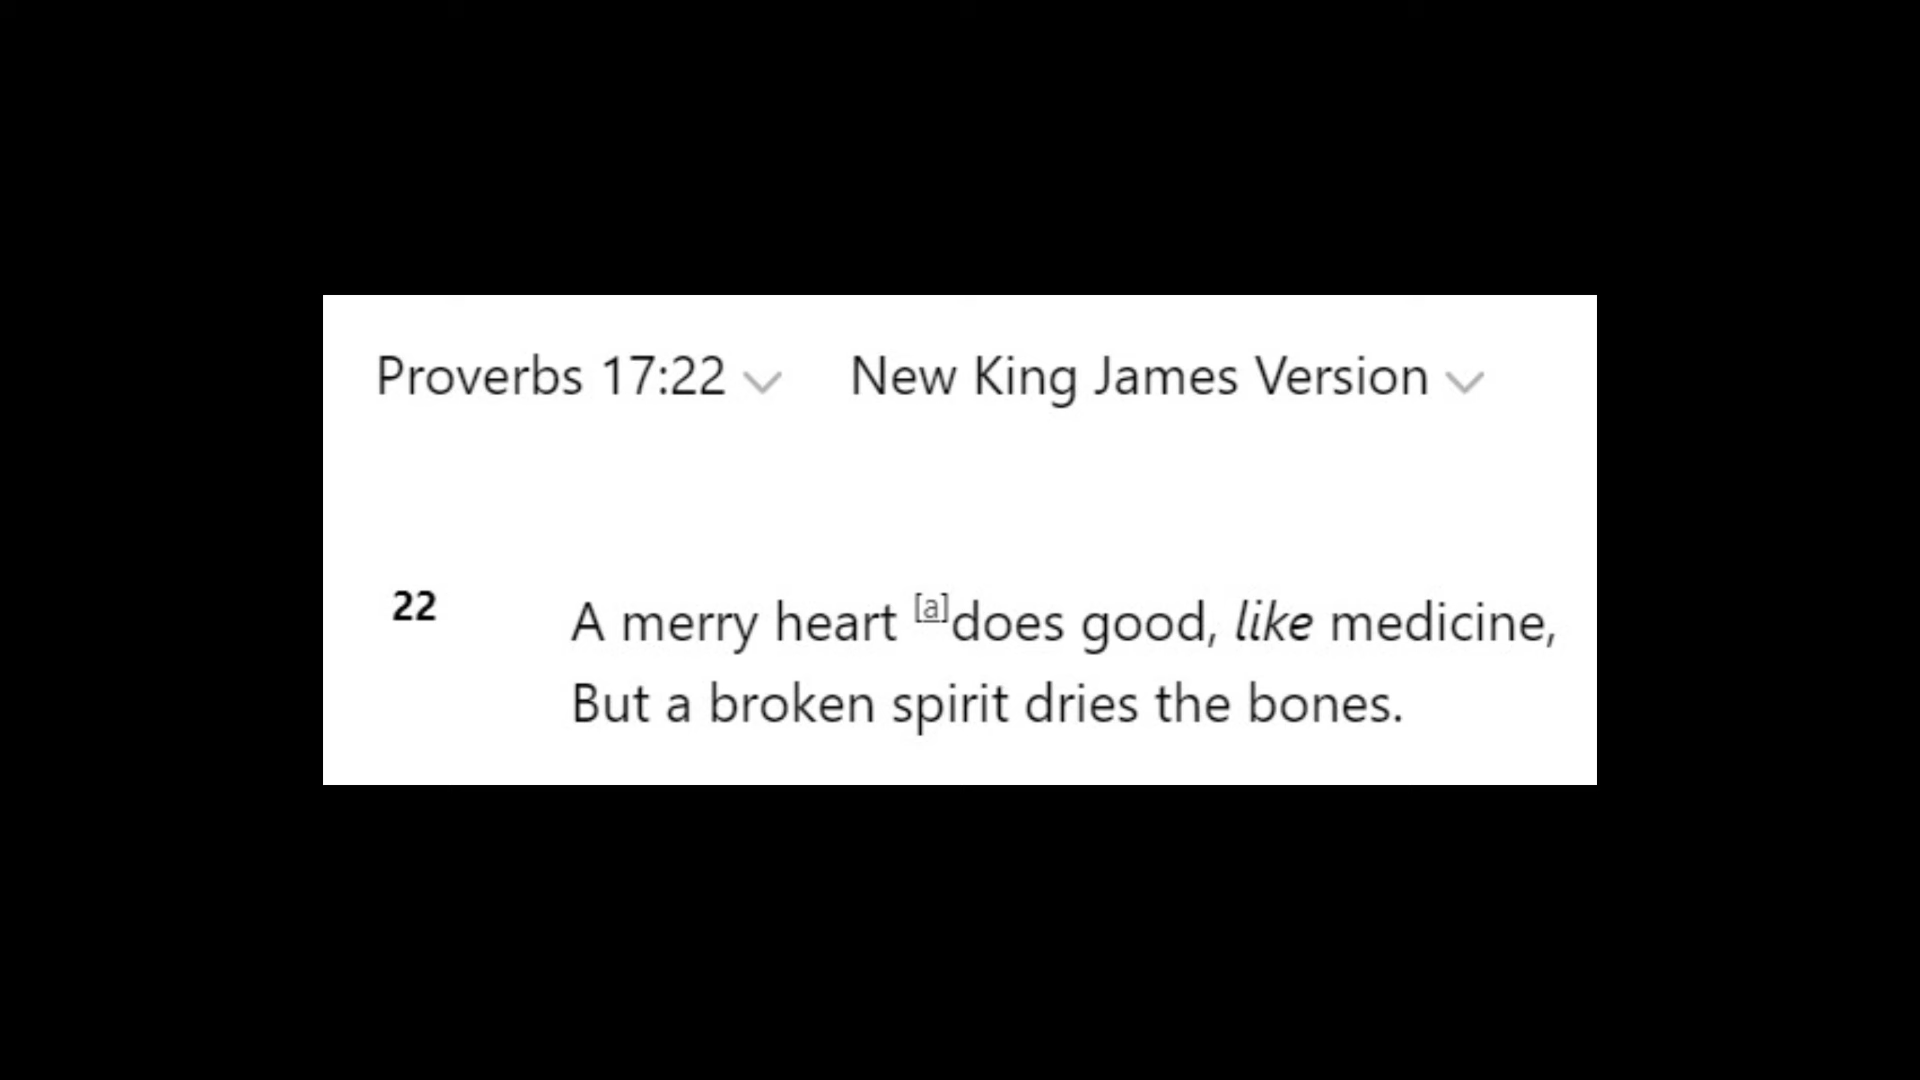 Proverbs 17:22 New King James Version
22 A merry heart [a]does good, like medicine,
But a broken spirit dries the bones.